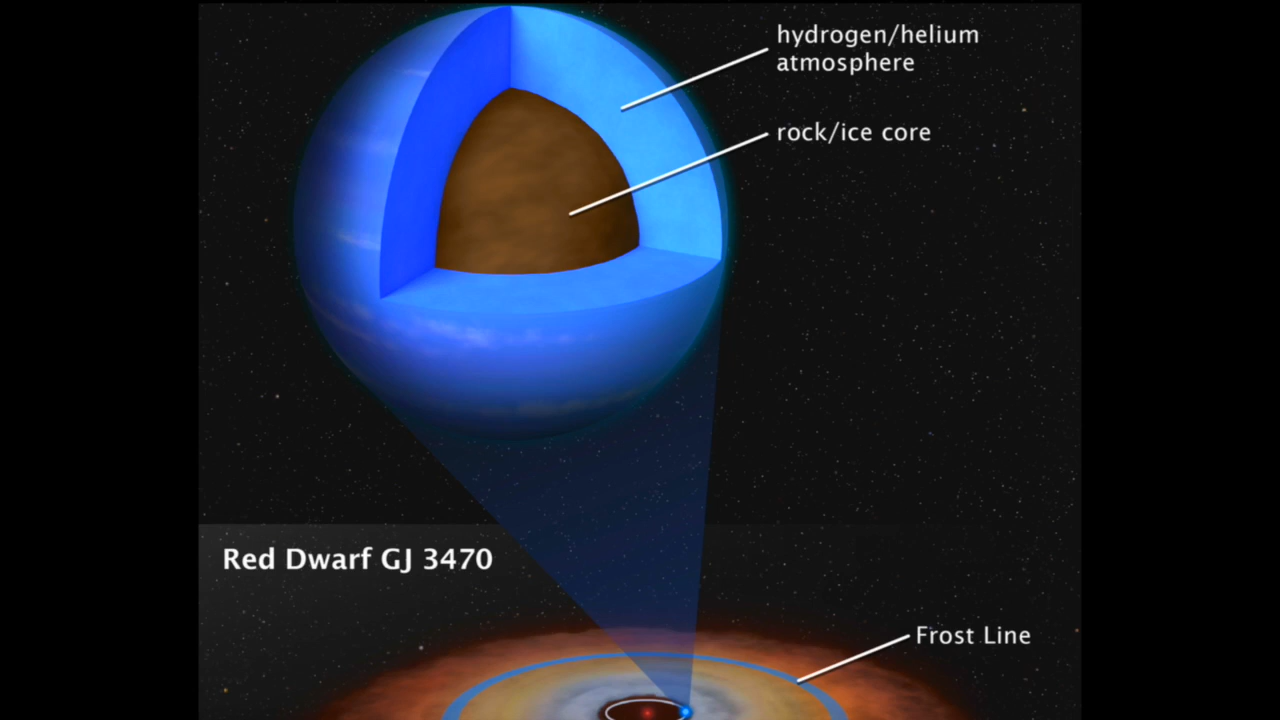 hydrogen/helium
atmosphere
rock/ice core
Red Dwarf GJ 3470
Frost Line